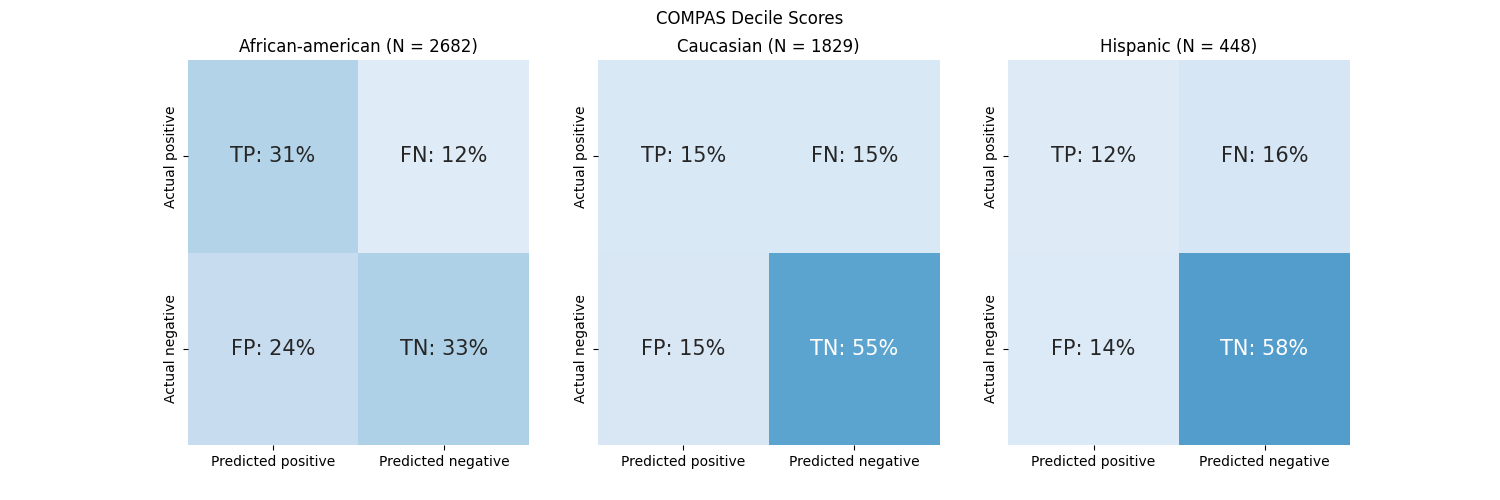 COMPAS Decile Scores
African-american (N = 2682)
Actual positive
Actual negative
TP: 31%
FN: 12%
FP: 24%
TN: 33%
Predicted positive
Predicted negative
Caucasian (N = 1829)
Actual positive
Actual negative
TP: 15%
FN: 15%
FP: 15%
TN: 55%
Predicted positive
Predicted negative
Hispanic (N = 448)
Actual positive
Actual negative
TP: 12%
FN: 16%
FP: 14%
TN: 58%
Predicted positive
Predicted negative